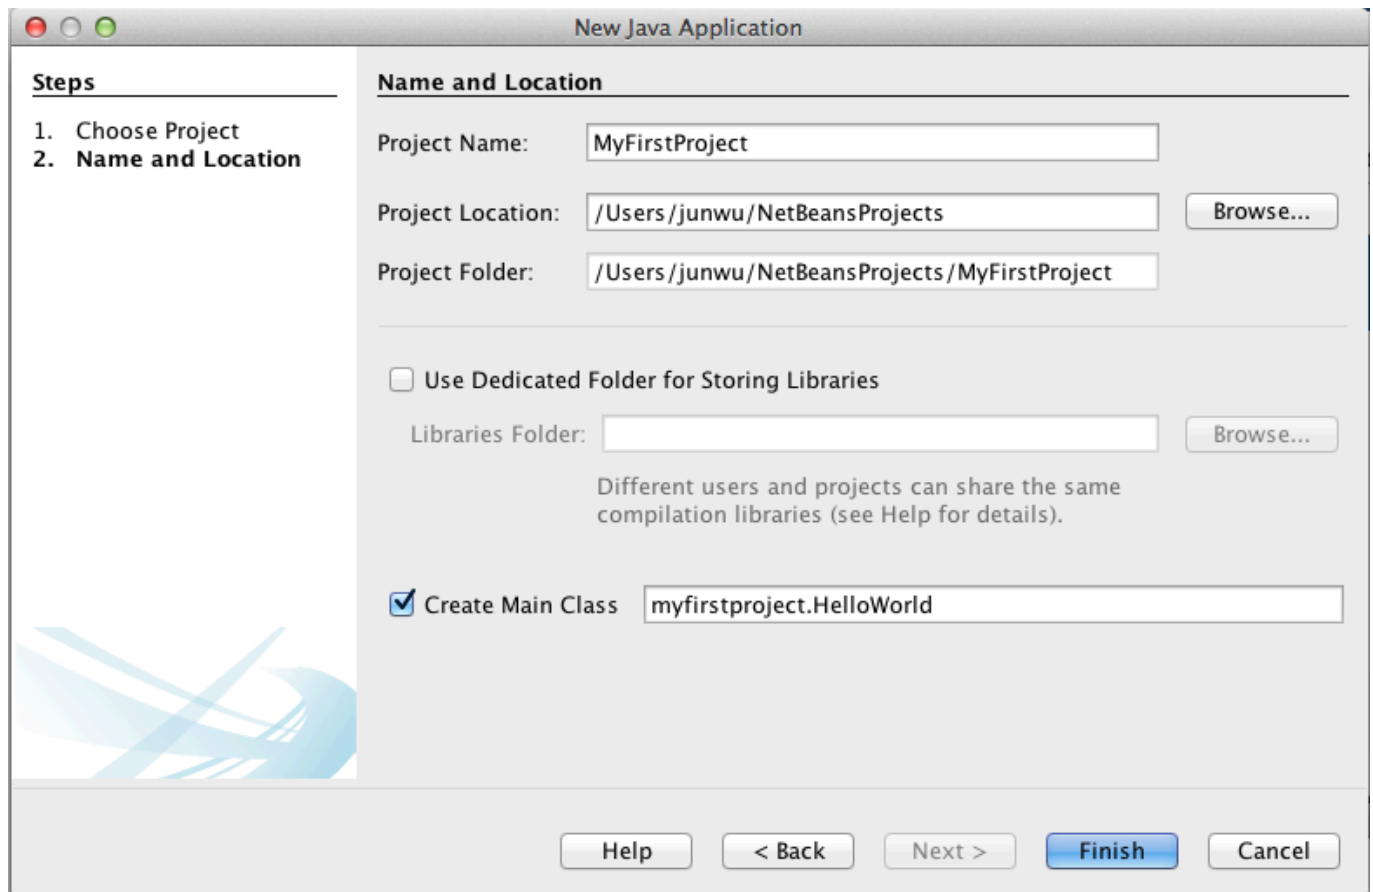 New Java Application
Steps
1. Choose Project
2. Name and Location
Name and Location
Project Name: MyFirstProject
Project Location: /Users/junwu/NetBeansProjects Browse...
Project Folder: /Users/junwu/NetBeansProjects/MyFirstProject
Use Dedicated Folder for Storing Libraries
Libraries Folder: Browse...
Different users and projects can share the same
compilation libraries (see Help for details).
Create Main Class myfirstproject.HelloWorld
Help < Back Next > Finish Cancel